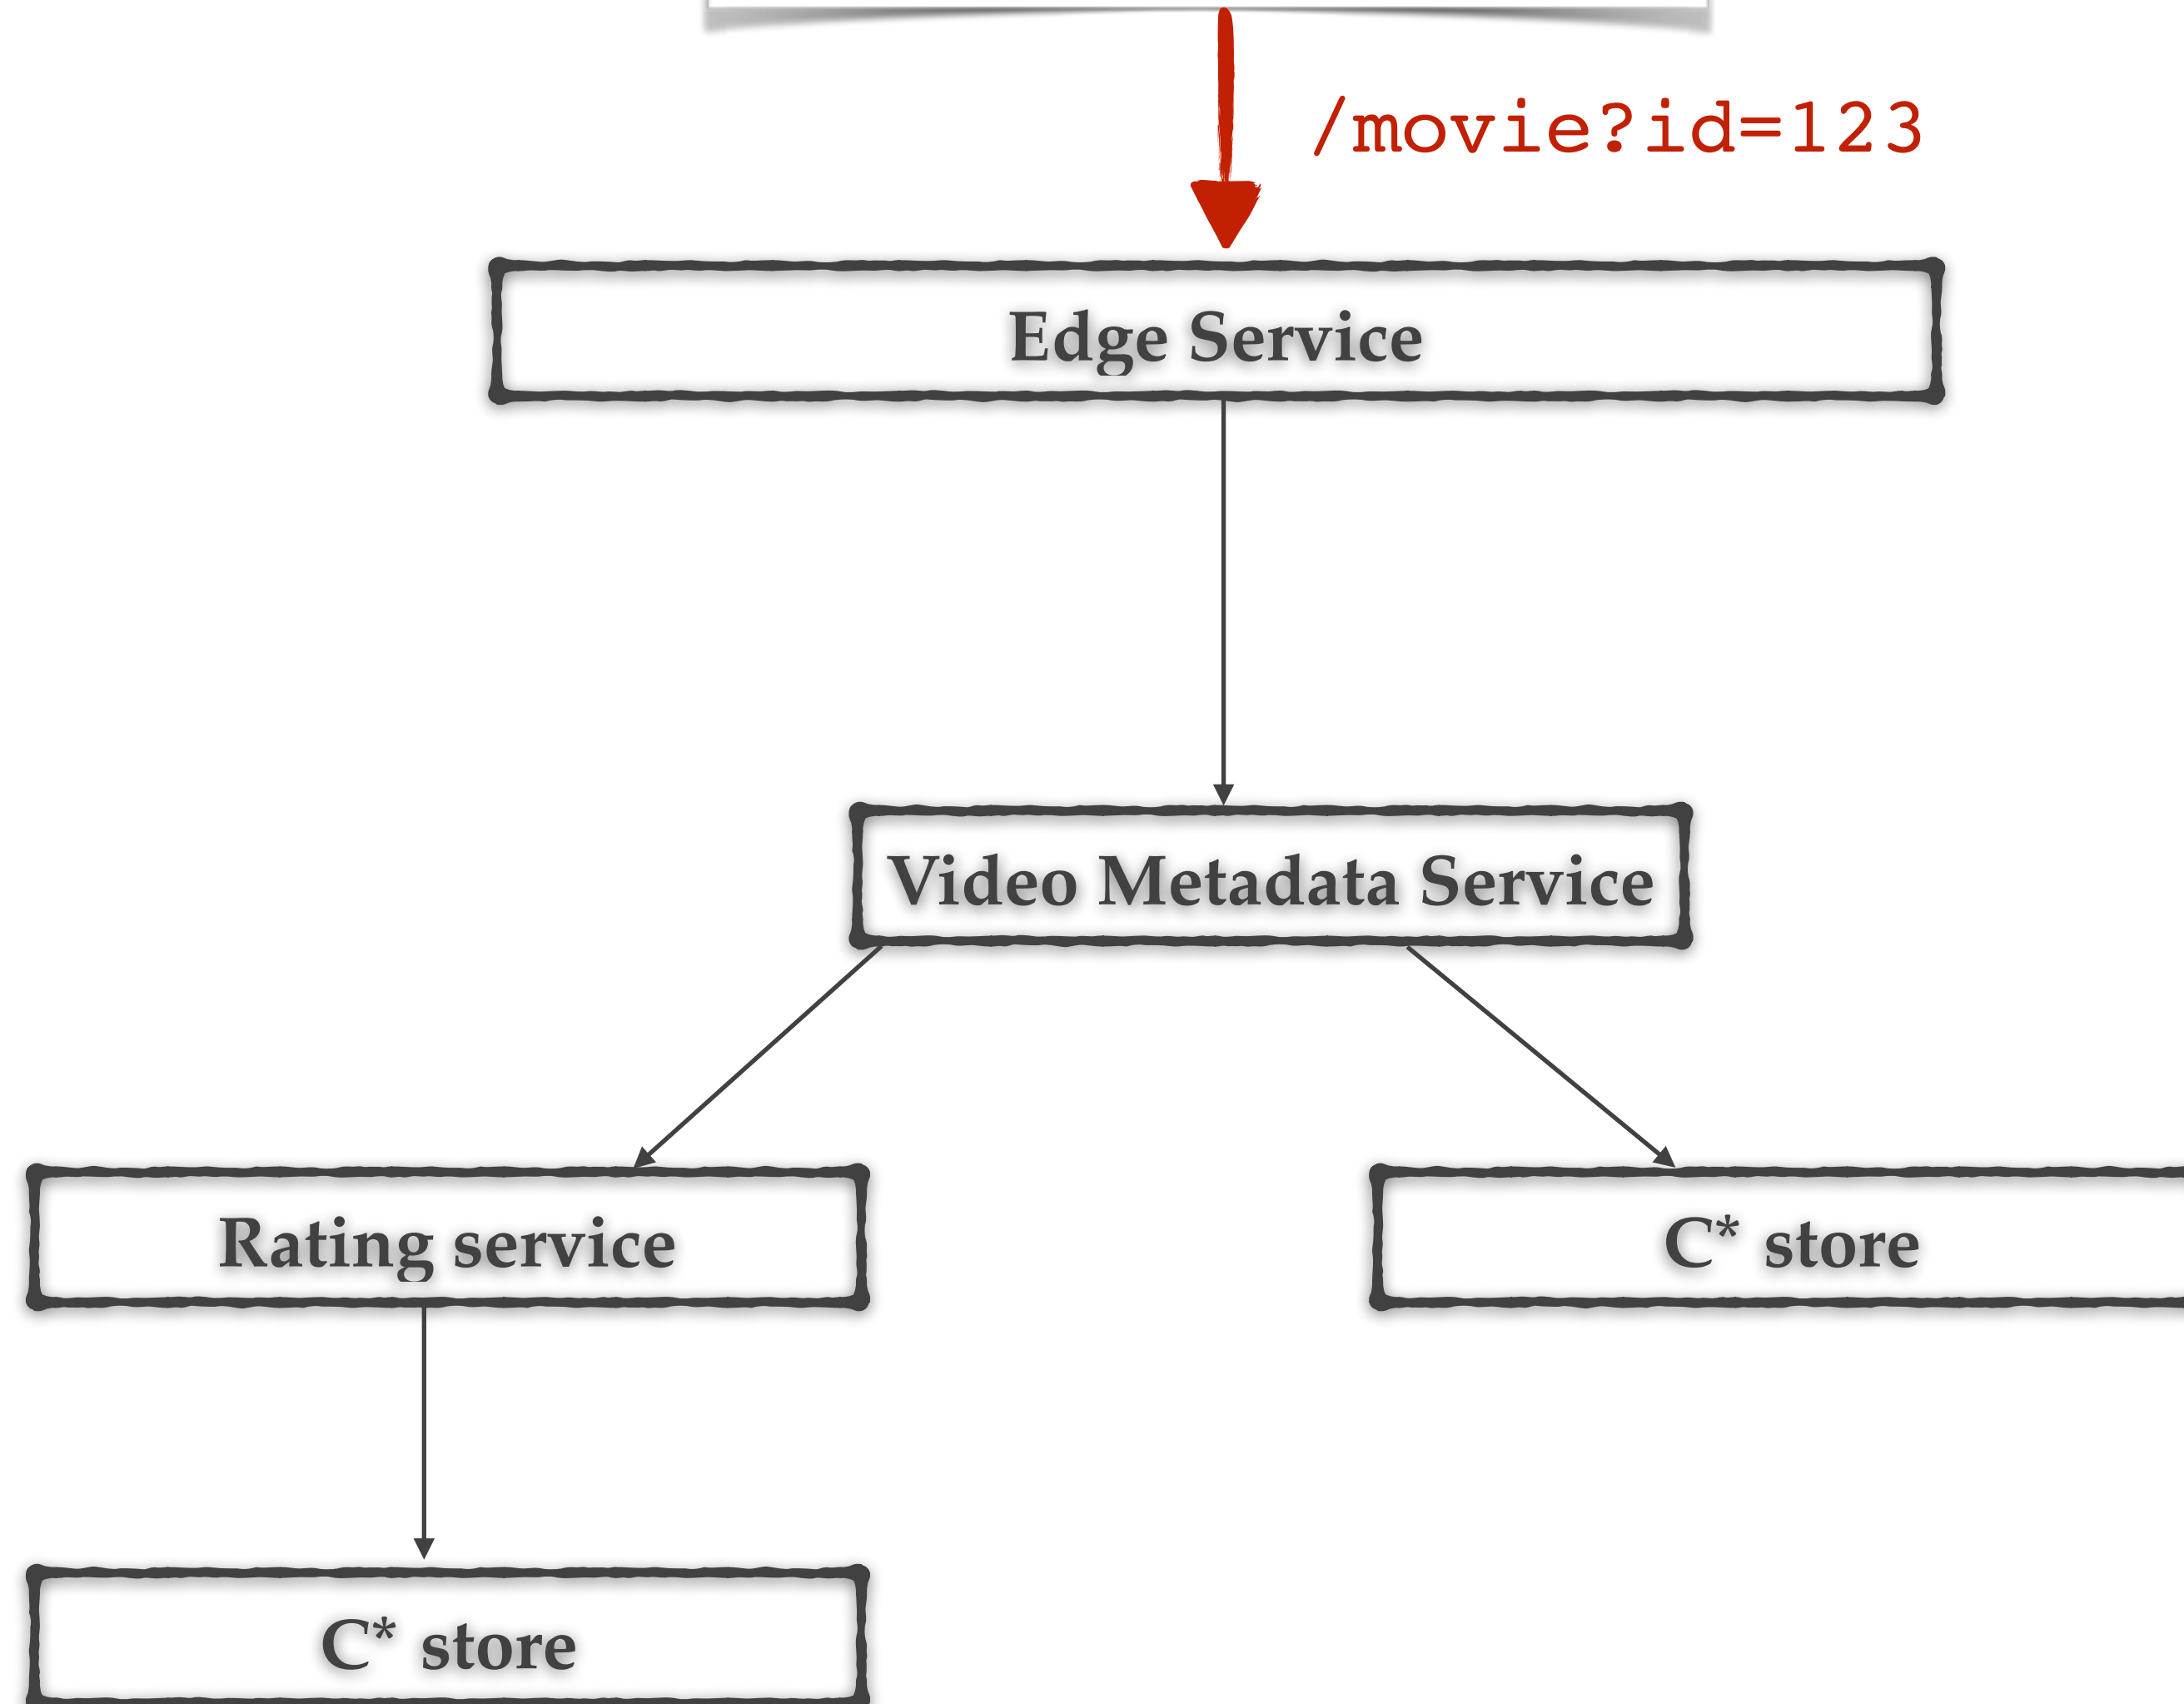 /movie?id=123
Edge Service
Video Metadata Service
Rating service
C* store
C* store